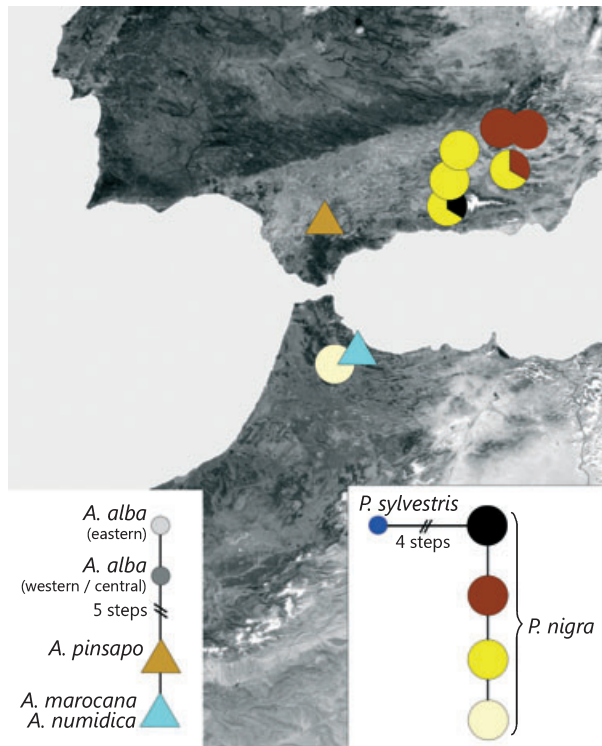 A. alba
(eastern)
A. alba
(western / central)
5 steps
A. pinsapo
A. marocana
A. numidica
P. sylvestris
4 steps
P. nigra